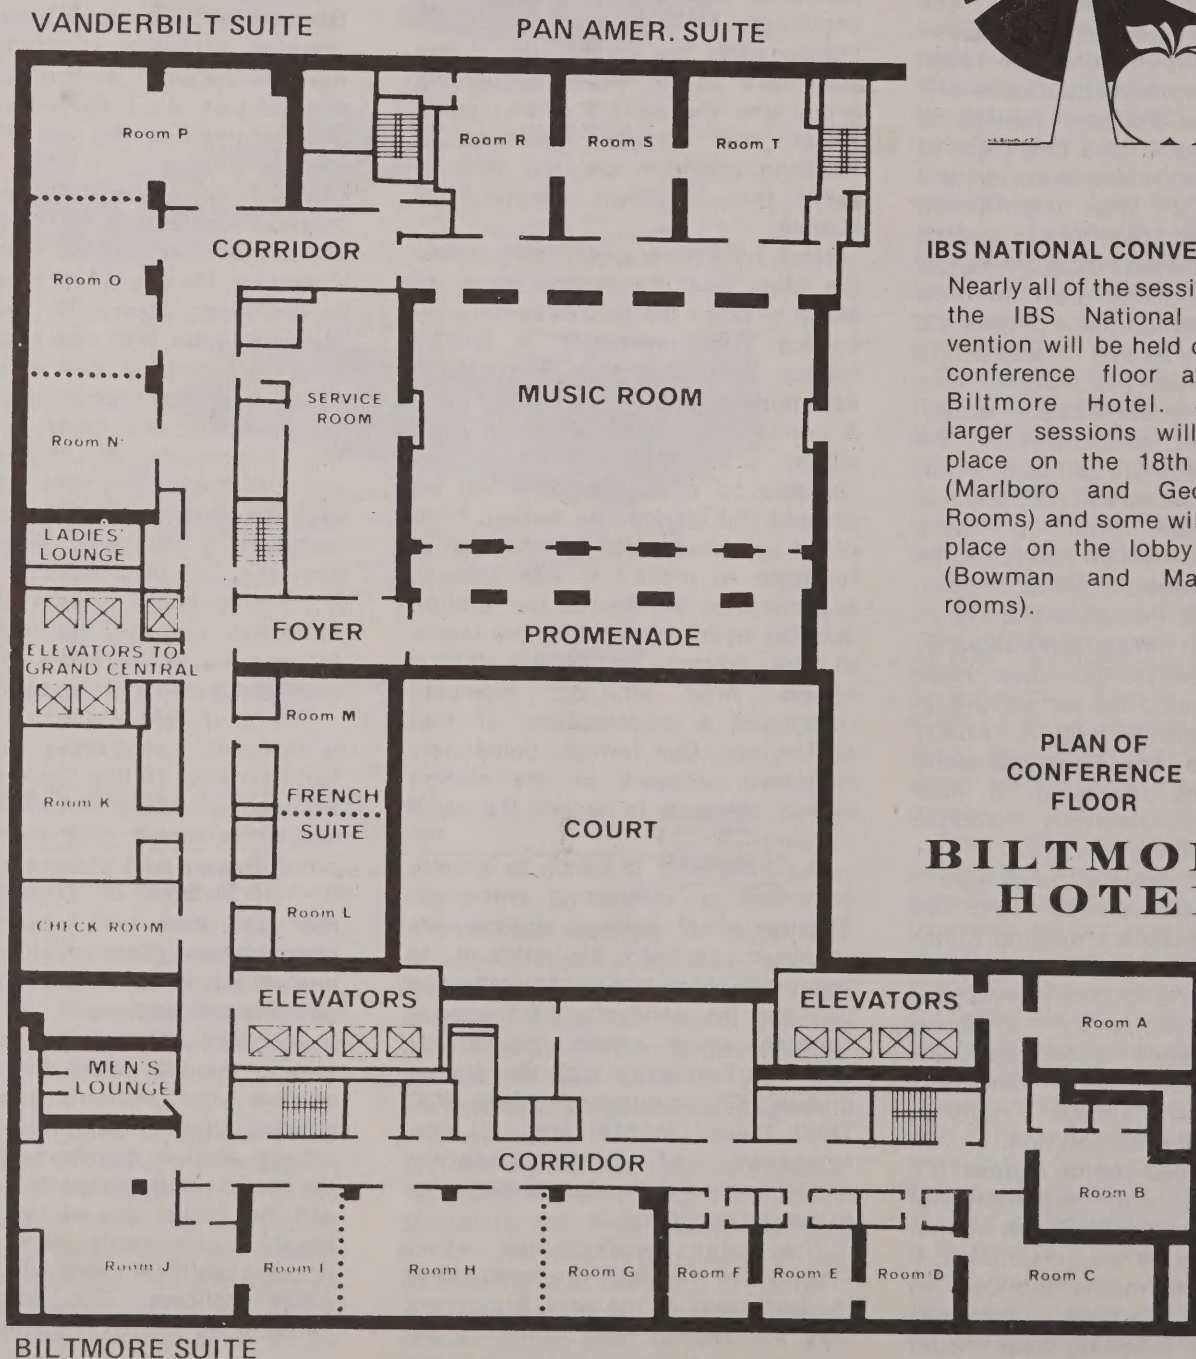 VANDERBILT SUITE
PAN AMER. SUITE
Room P
Room R
Room S
Room T
CORRIDOR
Room O
MUSIC ROOM
SERVICE
ROOM
Room N
LADIES'
LOUNGE
FOYER
PROMENADE
ELEVATORS TO
GRAND CENTRAL
Room M
Room K
FRENCH
SUITE
COURT
Room L
CHECK ROOM
ELEVATORS
ELEVATORS
Room A
MEN'S
LOUNGE
CORRIDOR
Room B
Room J
Room I
Room H
Room G
Room F
Room E
Room D
Room C
BILTMORE SUITE
IBS NATIONAL CONVE
Nearly all of the sessi
the IBS National
vention will be held o
conference floor a
Biltmore Hotel.
larger sessions will
place on the 18th
(Marlboro and Geo
Rooms) and some wil
place on the lobby
(Bowman and Ma
rooms).
PLAN OF
CONFERENCE
FLOOR
BILTMO
HOTE